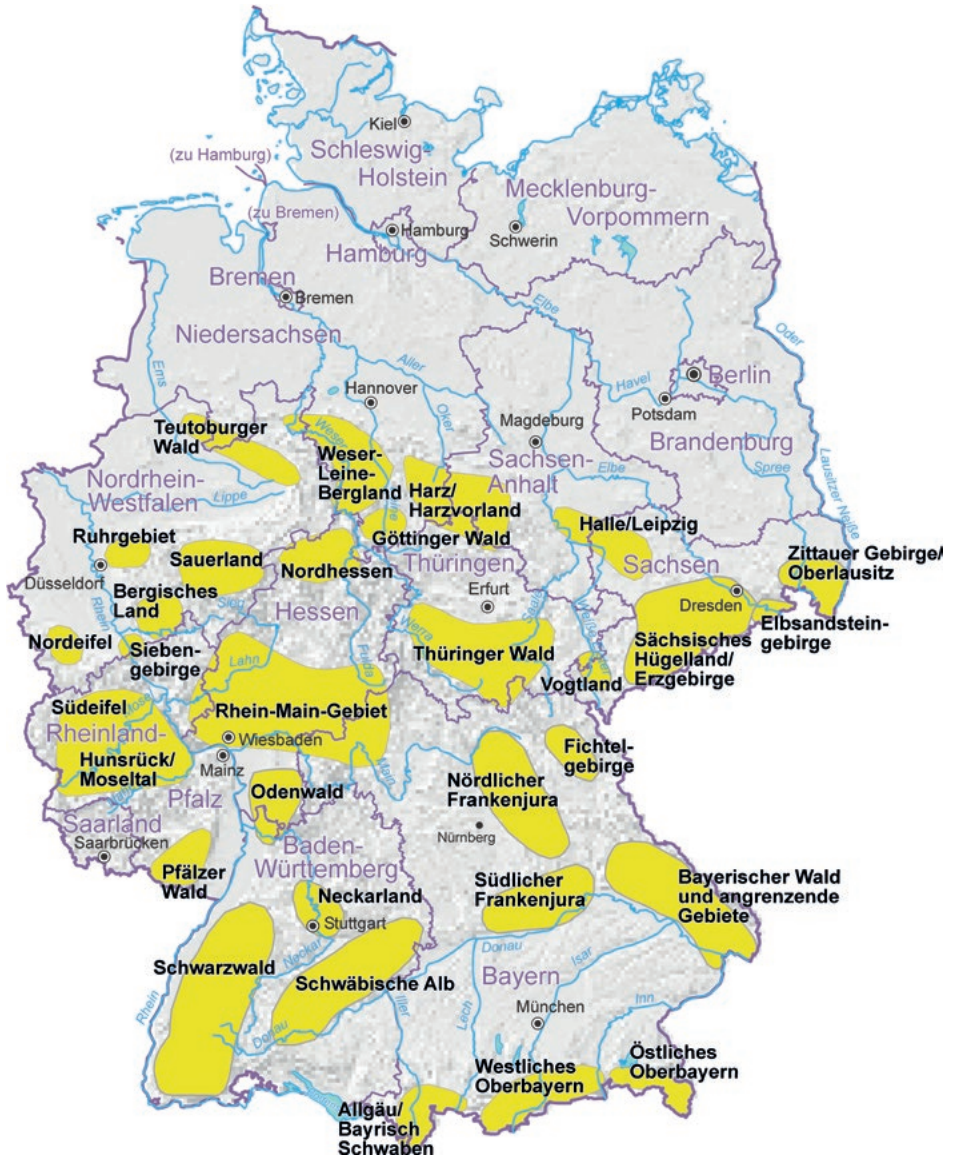 Kiel
Schleswig-
Holstein
(zu Hamburg)
Mecklenburg-
Vorpommern
(zu Bremen)
Hamburg
Hamburg
Schwerin
Bremen
Bremen
Elbe
Niedersachsen
Oder
Ems
Aller
Hannover
Havel
Berlin
Potsdam
Oker
Magdeburg
Brandenburg
Teutoburger
Wald
Weser
Weser-
Leine-
Bergland
Sachsen-
Anhalt
Elbe
Spree
Lausitzer Neiße
Nordrhein-
Westfalen
Lippe
Harz/
Harzvorland
Leine
Göttinger Wald
Halle/Leipzig
Ruhrgebiet
Sauerland
Nordhessen
Thüringen
Sachsen
Zittauer Gebirge/
Oberlausitz
Düsseldorf
Bergisches
Land
Sieg
Hessen
Erfurt
Saale
Dresden
Elbsandstein-
gebirge
Rhein
Nordeifel
Sieben-
gebirge
Lahn
Fulda
Werra
Thüringer Wald
Weiße Elster
Vogtland
Sächsisches
Hügelland/
Erzgebirge
Südeifel
Mosel
Rheinland-
Pfalz
Rhein-Main-Gebiet
Wiesbaden
Mainz
Main
Hunsrück/
Moseltal
Nahe
Odenwald
Nördlicher
Frankenjura
Fichtel-
gebirge
Saarland
Saarbrücken
Nürnberg
Pfälzer
Wald
Baden-
Württemberg
Neckarland
Stuttgart
Südlicher
Frankenjura
Bayerischer Wald
und angrenzende
Gebiete
Neckar
Schwarzwald
Schwäbische Alb
Donau
Bayern
Isar
Rhein
Donau
Iller
Lech
München
Inn
Westliches
Oberbayern
Östliches
Oberbayern
Allgäu/
Bayrisch
Schwaben